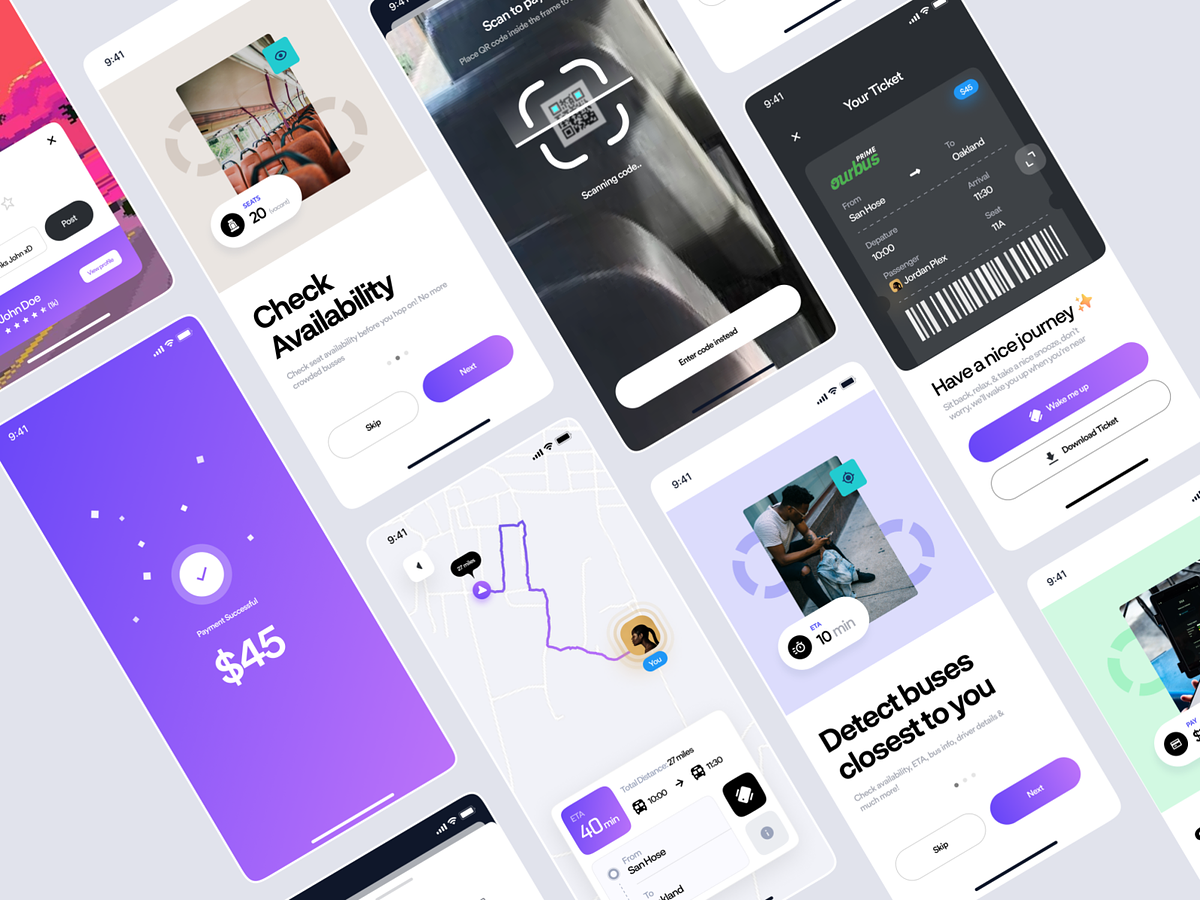 Post
ks John xD
View profile
John Doe
(1k)
9:41
SEATS
20 (vacant)
Check
Availability
Check seat availability before you hop on! No more
crowded busses
Next
Skip
Scan to pay
Place QR code inside the frame to
Scanning code..
Enter code instead
9:41
Your Ticket
$45
PRIME
ourbus
From
San Hose
To
Oakland
Depature
10:00
Arrival
11:30
Passenger
Jordan Plex
Seat
11A
Have a nice journey ✨
Sit back, relax, & take a nice snooze, don't
worry, we'll wake you up when you're near
Wake me up
Download Ticket
9:41
Payment Successful
$45
9:41
27 miles
You
ETA
40 min
Total Distance: 27 miles
10:00
11:30
From
San Hose
To
kland
9:41
ETA
10 min
Detect buses
closest to you
Check availability, ETA, bus info, driver details &
much more!
Next
Skip
9:41
PAY